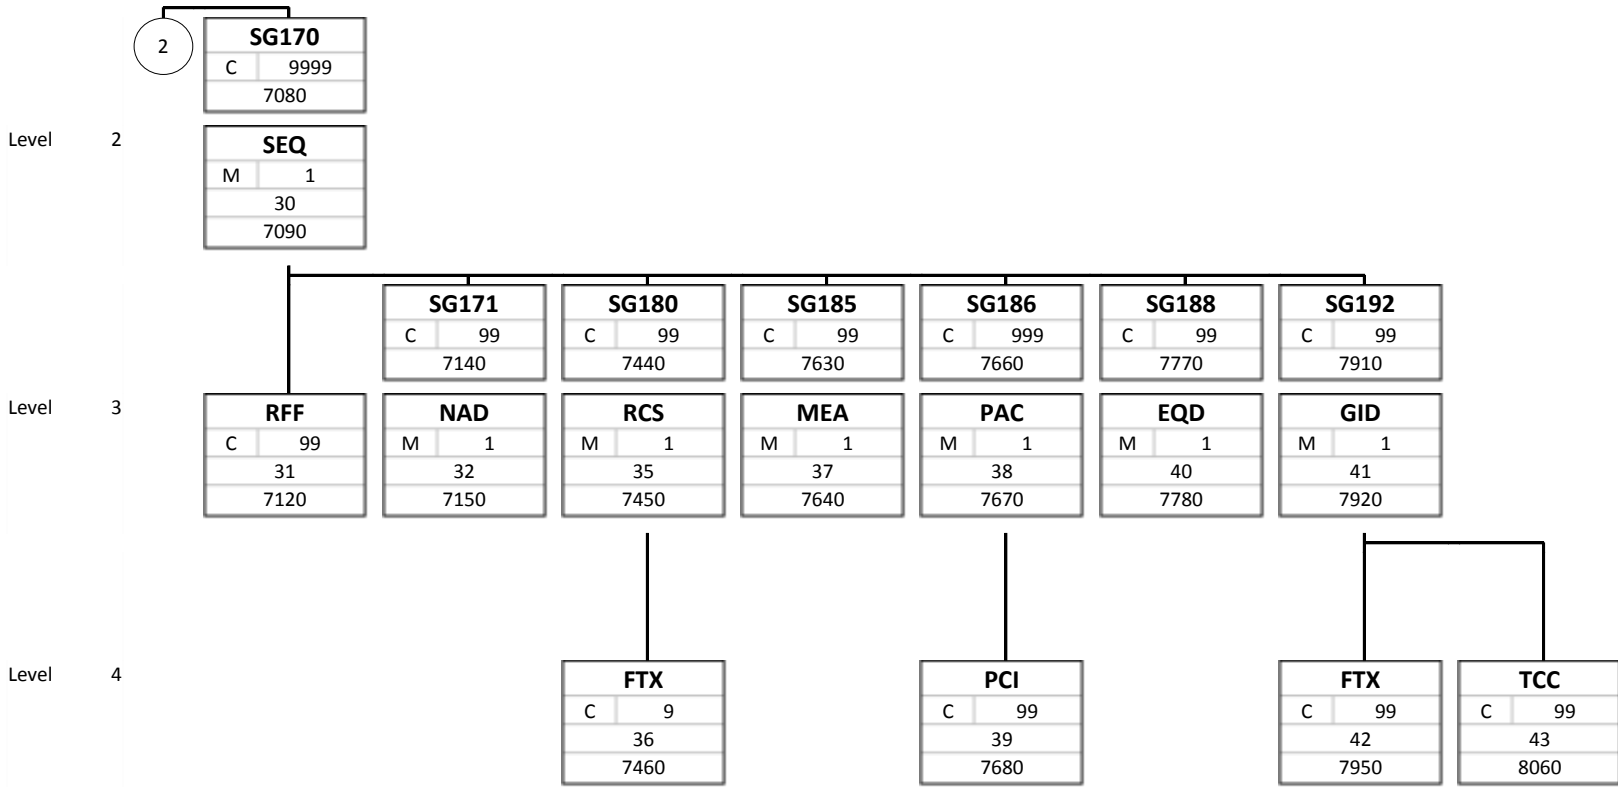 2
SG170
C 9999
7080
Level 2
SEQ
M 1
30
7090
SG171 SG180 SG185 SG186 SG188 SG192
C 99 C 99 C 99 C 999 C 99 C 99
7140 7440 7630 7660 7770 7910
Level 3
RFF NAD RCS MEA PAC EQD GID
C 99 M 1 M 1 M 1 M 1 M 1 M 1
31 32 35 37 38 40 41
7120 7150 7450 7640 7670 7780 7920
Level 4
FTX PCI FTX TCC
C 9 C 99 C 99 C 99
36 39 42 43
7460 7680 7950 8060